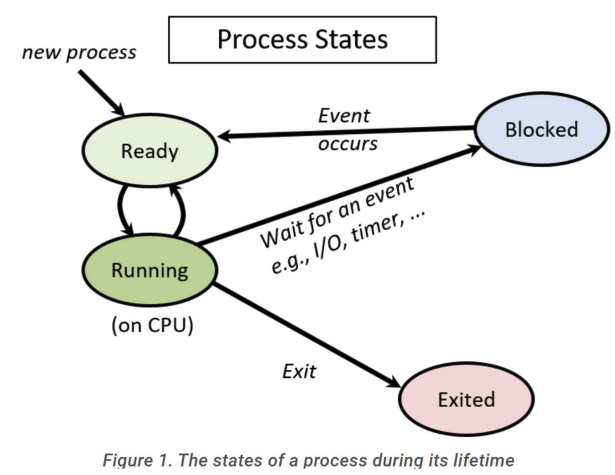 Process States
new process
Ready
Event
occurs
Blocked
Wait for an event
e.g., I/O, timer, ...
Running
(on CPU)
Exit
Exited
Figure 1. The states of a process during its lifetime